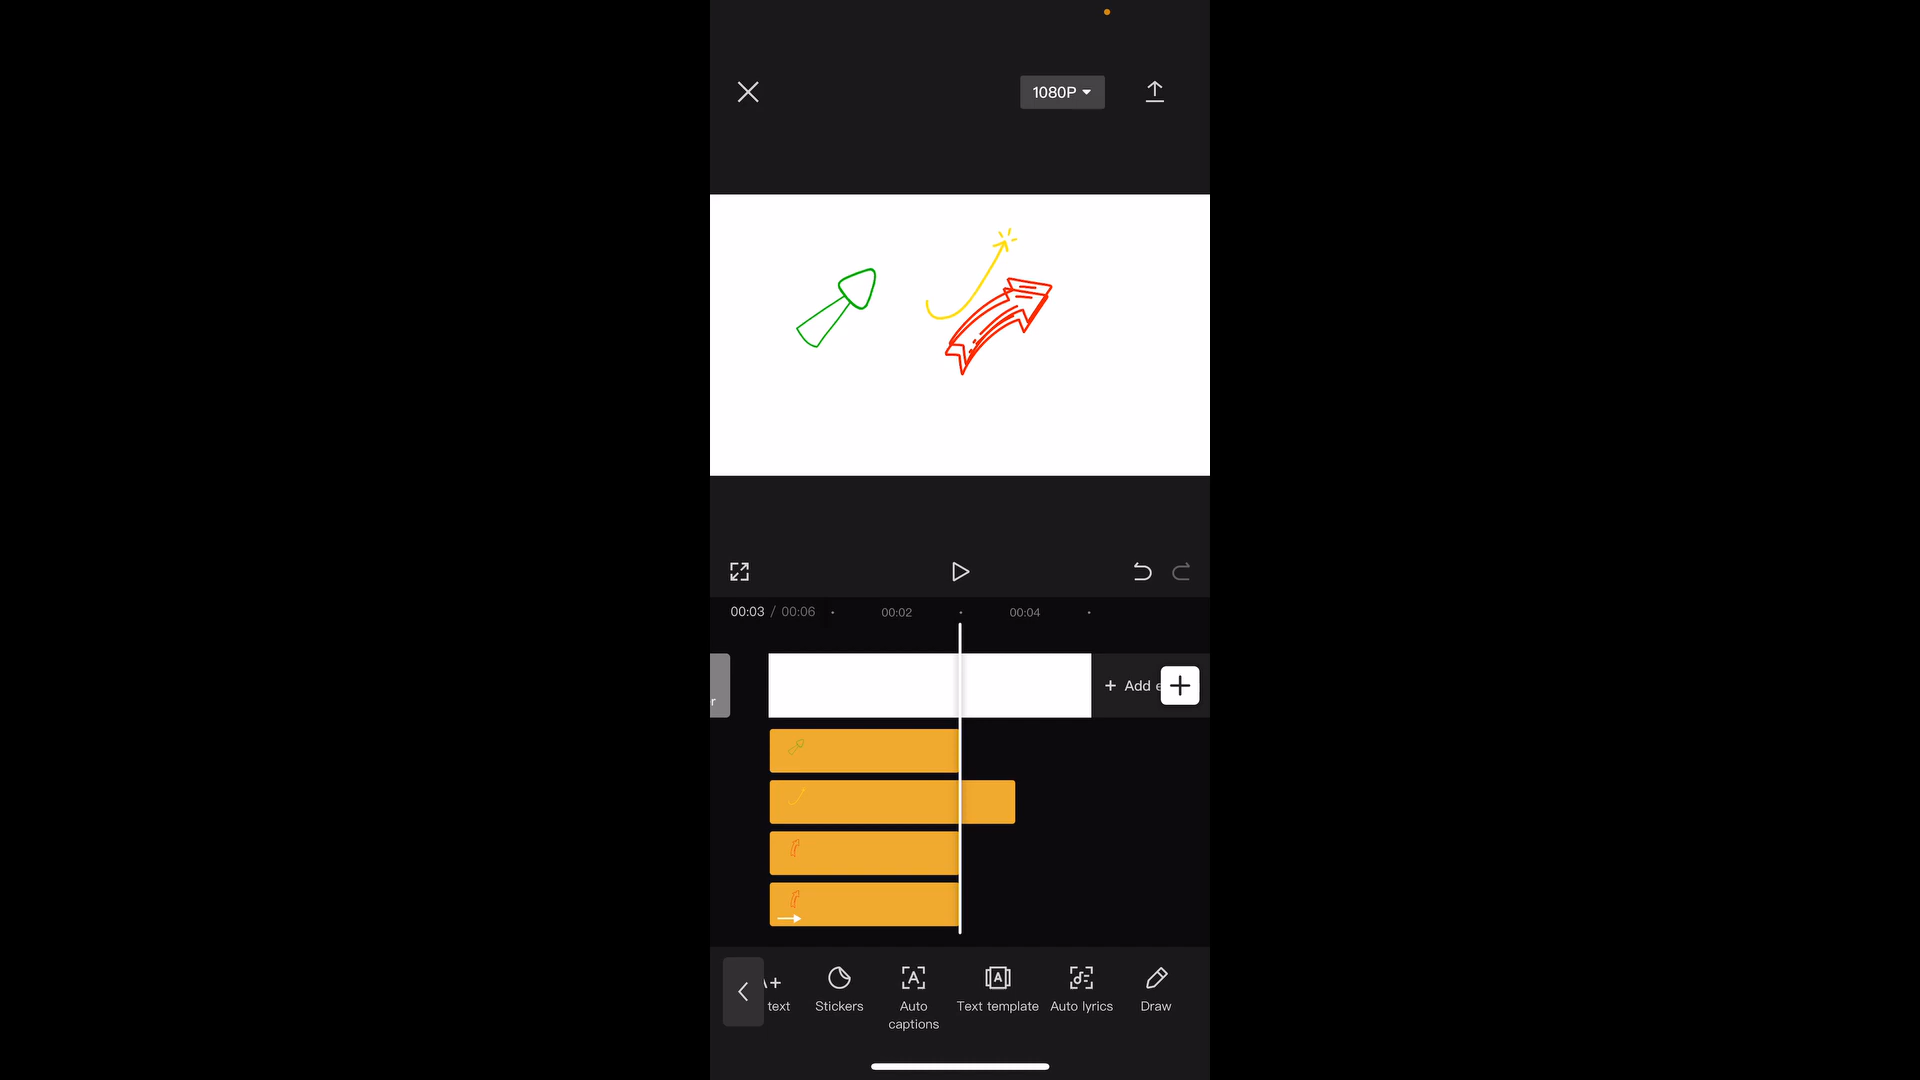 1080P
00:03 / 00:06
00:02
00:04
r
+ Add e
A+
text
Stickers
Auto
captions
Text template
Auto lyrics
Draw